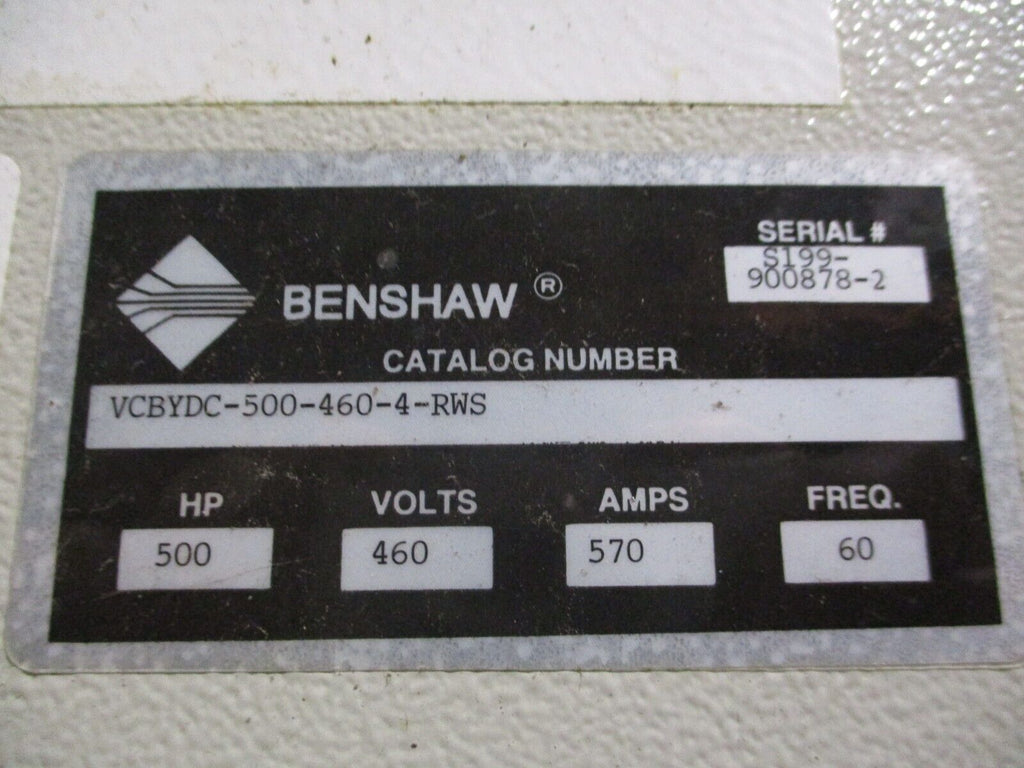 SERIAL #
S199-
900878-2
BENSHAW ®
CATALOG NUMBER
VCBYDC-500-460-4-RWS
HP VOLTS AMPS FREQ.
500 460 570 60